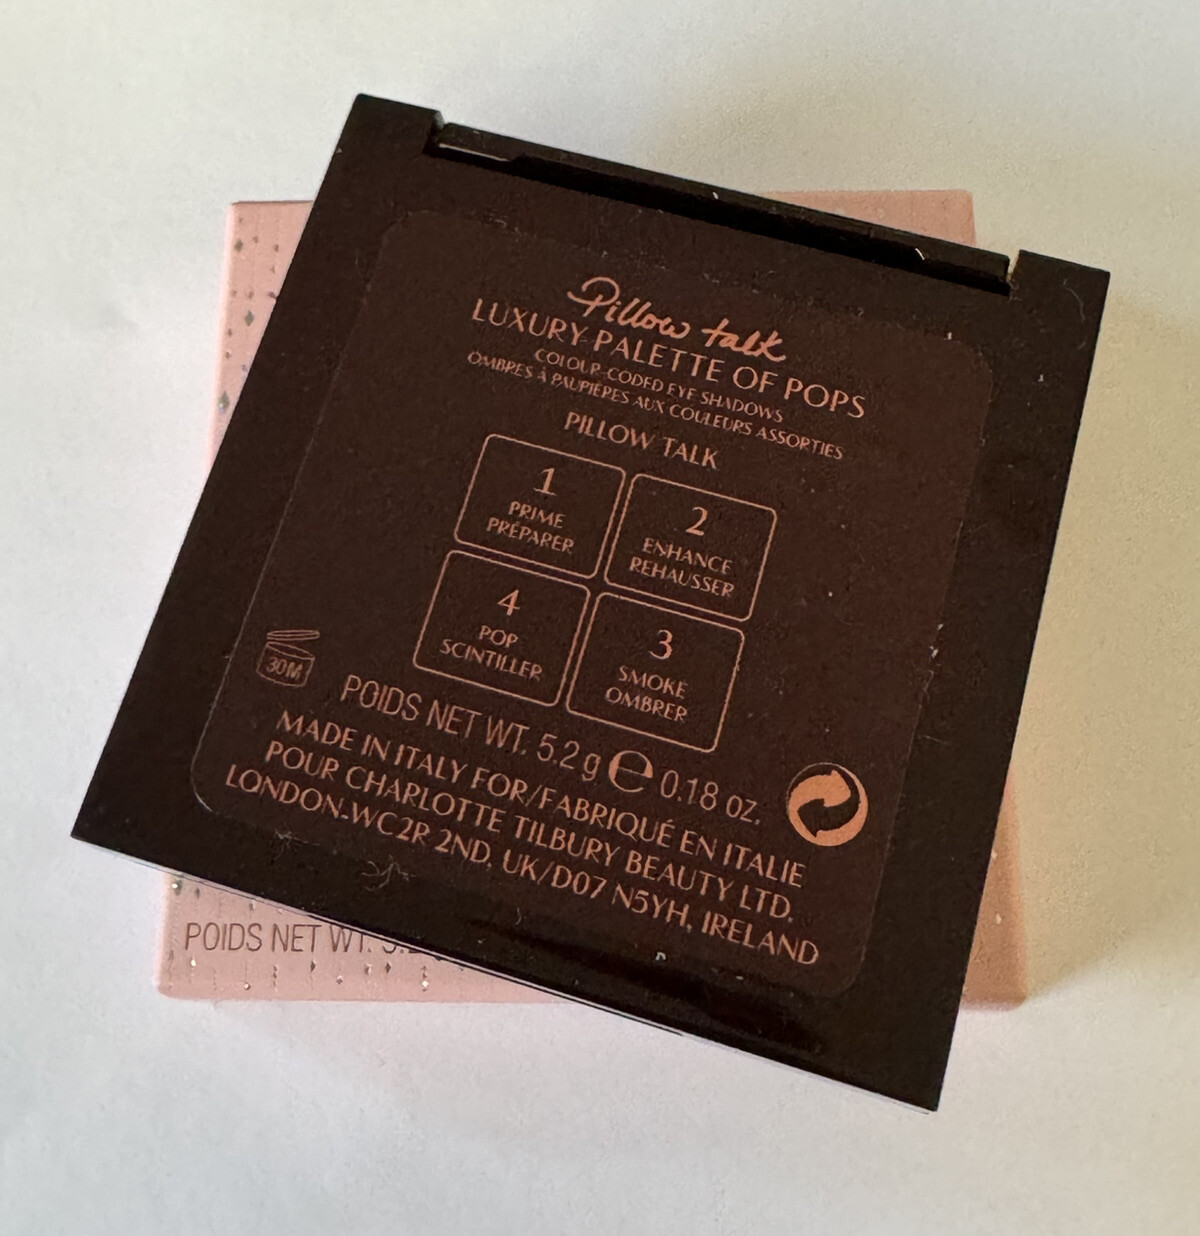 Pillow talk
LUXURY PALETTE OF POPS
COLOUR-CODED EYE SHADOWS
OMBRES À PAUPIÈRES AUX COULEURS ASSORTIES
PILLOW TALK
1
PRIME
PRÉPARER
2
ENHANCE
REHAUSSER
4
POP
SCINTILLER
3
SMOKE
OMBRER
30M
POIDS NET WT. 5.2 g e 0.18 oz.
MADE IN ITALY FOR/FABRIQUÉ EN ITALIE
POUR CHARLOTTE TILBURY BEAUTY LTD.
LONDON-WC2R 2ND, UK/D07 N5YH, IRELAND
POIDS NET WT.